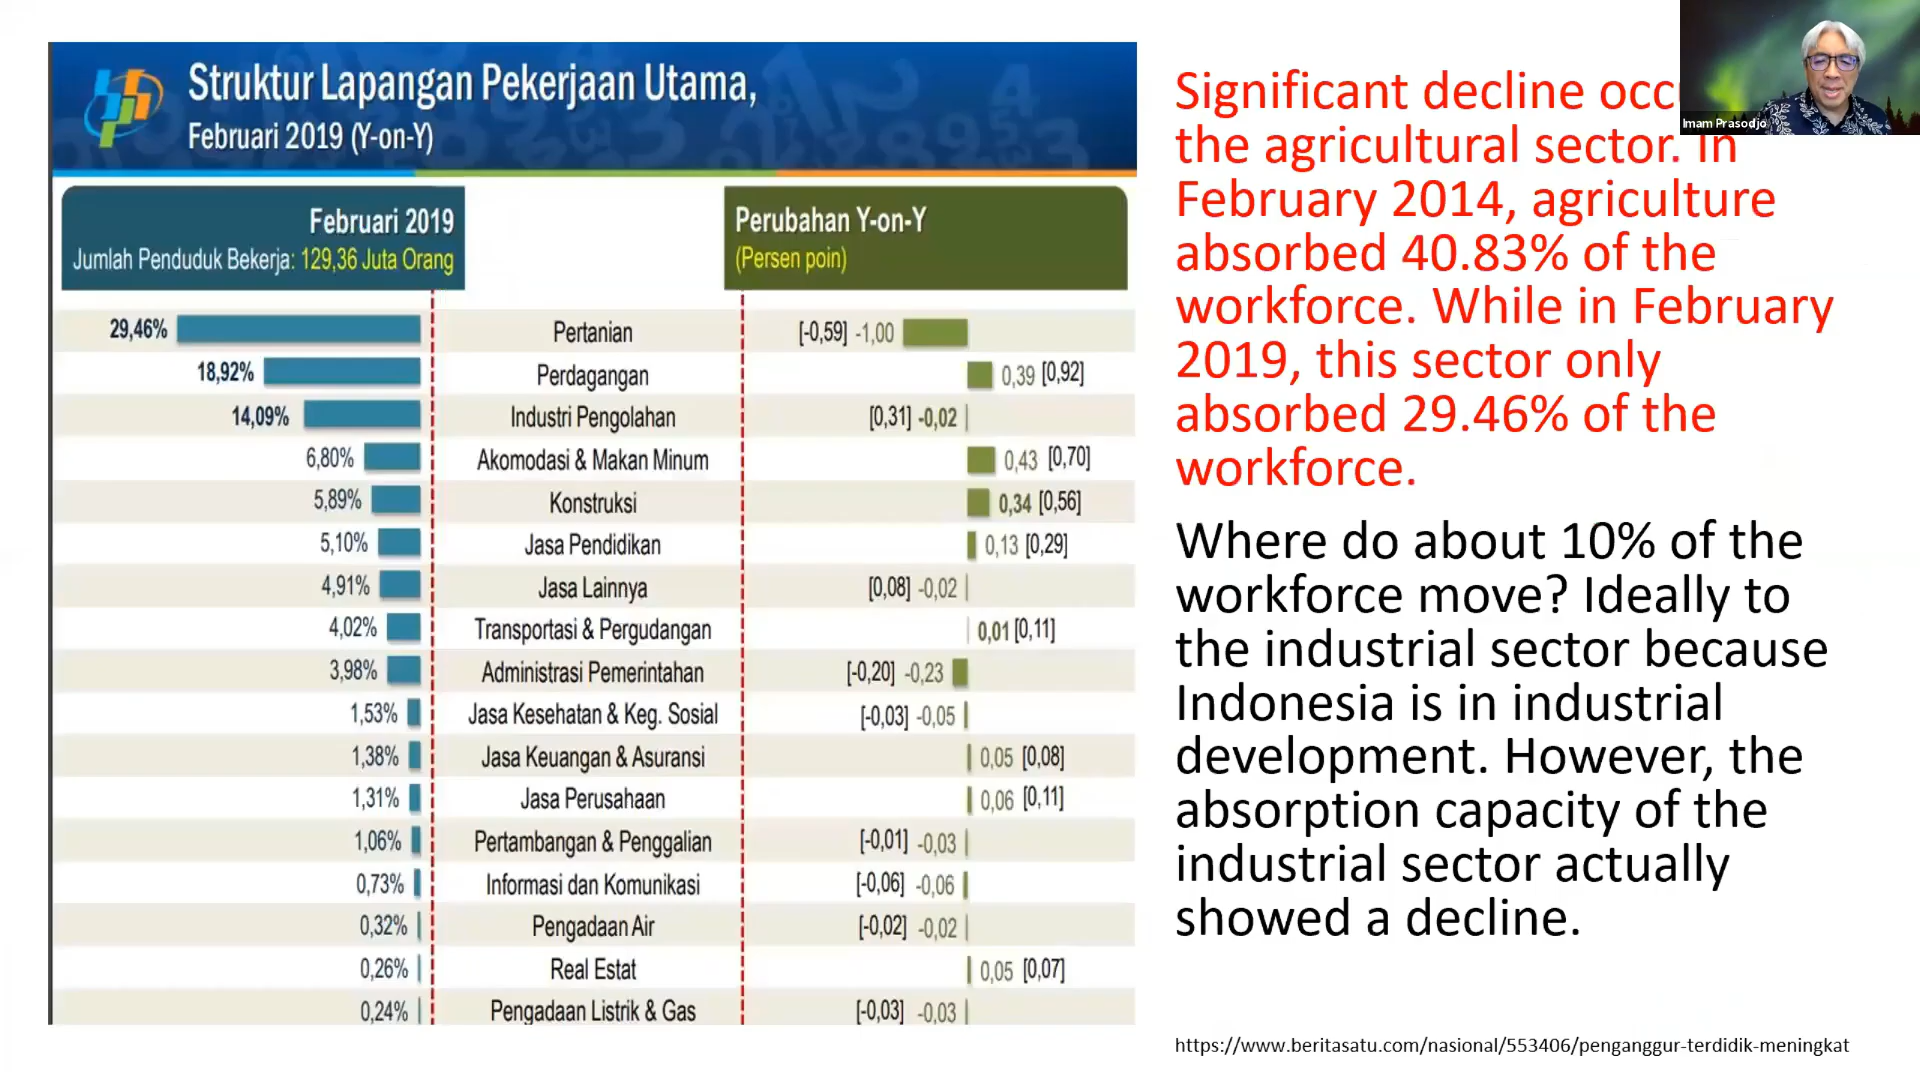 Struktur Lapangan Pekerjaan Utama,
Februari 2019 (Y-on-Y)
Februari 2019
Jumlah Penduduk Bekerja: 129,36 Juta Orang
Perubahan Y-on-Y
(Persen poin)
29,46% Pertanian [-0,59] -1,00
18,92% Perdagangan 0,39 [0,92]
14,09% Industri Pengolahan [0,31] -0,02
6,80% Akomodasi & Makan Minum 0,43 [0,70]
5,89% Konstruksi 0,34 [0,56]
5,10% Jasa Pendidikan 0,13 [0,29]
4,91% Jasa Lainnya [0,08] -0,02
4,02% Transportasi & Pergudangan 0,01 [0,11]
3,98% Administrasi Pemerintahan [-0,20] -0,23
1,53% Jasa Kesehatan & Keg. Sosial [-0,03] -0,05
1,38% Jasa Keuangan & Asuransi 0,05 [0,08]
1,31% Jasa Perusahaan 0,06 [0,11]
1,06% Pertambangan & Penggalian [-0,01] -0,03
0,73% Informasi dan Komunikasi [-0,06] -0,06
0,32% Pengadaan Air [-0,02] -0,02
0,26% Real Estat 0,05 [0,07]
0,24% Pengadaan Listrik & Gas [-0,03] -0,03
Significant decline
the agricultural sector. In
February 2014, agriculture
absorbed 40.83% of the
workforce. While in February
2019, this sector only
absorbed 29.46% of the
workforce.
Where do about 10% of the
workforce move? Ideally to
the industrial sector because
Indonesia is in industrial
development. However, the
absorption capacity of the
industrial sector actually
showed a decline.
https://www.beritasatu.com/nasional/553406/penganggur-terdidik-meningkat
Imam Prasodjo